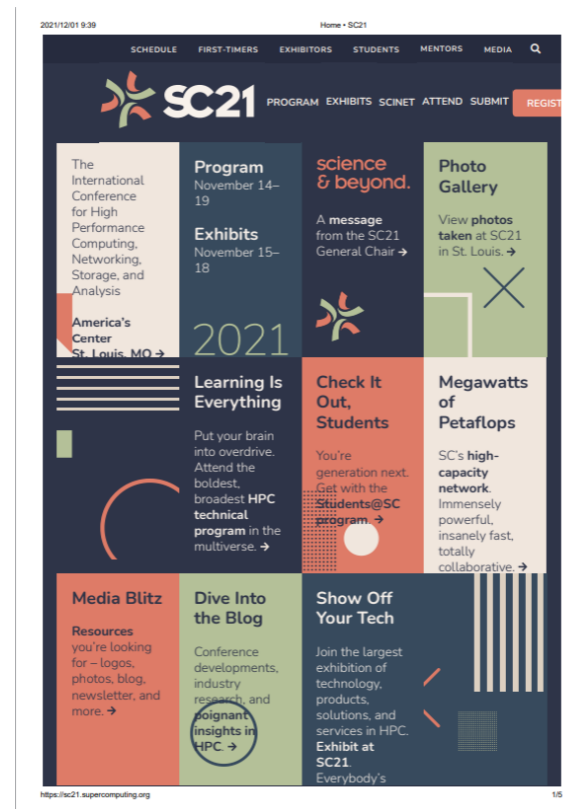 2021/12/01 9:39
Home • SC21
SCHEDULE FIRST-TIMERS EXHIBITORS STUDENTS MENTORS MEDIA
SC21
PROGRAM EXHIBITS SCINET ATTEND SUBMIT REGIST
The
International
Conference
for High
Performance
Computing,
Networking,
Storage, and
Analysis
America's
Center
St. Louis, MO →
Program
November 14–
19
Exhibits
November 15–
18
2021
science
& beyond.
A message
from the SC21
General Chair →
Photo
Gallery
View photos
taken at SC21
in St. Louis. →
Learning Is
Everything
Put your brain
into overdrive.
Attend the
boldest,
broadest HPC
technical
program in the
multiverse. →
Check It
Out,
Students
You're
generation next.
Get with the
Students@SC
program. →
Megawatts
of
Petaflops
SC's high-
capacity
network.
Immensely
powerful,
insanely fast,
totally
collaborative. →
Media Blitz
Resources
you're looking
for – logos,
photos, blog,
newsletter, and
more. →
Dive Into
the Blog
Conference
developments,
industry
research, and
poignant
insights in
HPC. →
Show Off
Your Tech
Join the largest
exhibition of
technology,
products,
solutions, and
services in HPC.
Exhibit at
SC21.
Everybody's
https://sc21.supercomputing.org
1/5